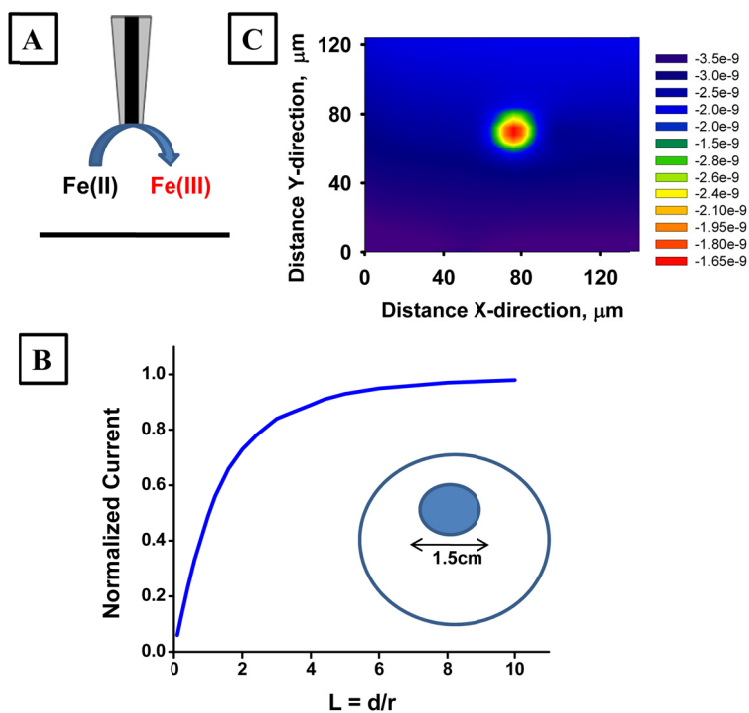 A
Fe(II) Fe(III)
C
Distance Y-direction, μm
120
80
40
0
0 40 80 120
Distance X-direction, μm
-3.5e-9
-3.0e-9
-2.5e-9
-2.0e-9
-2.0e-9
-1.5e-9
-2.8e-9
-2.6e-9
-2.4e-9
-2.10e-9
-1.95e-9
-1.80e-9
-1.65e-9
B
Normalized Current
1.0
0.8
0.6
0.4
0.2
0.0
0 2 4 6 8 10
L = d/r
1.5cm